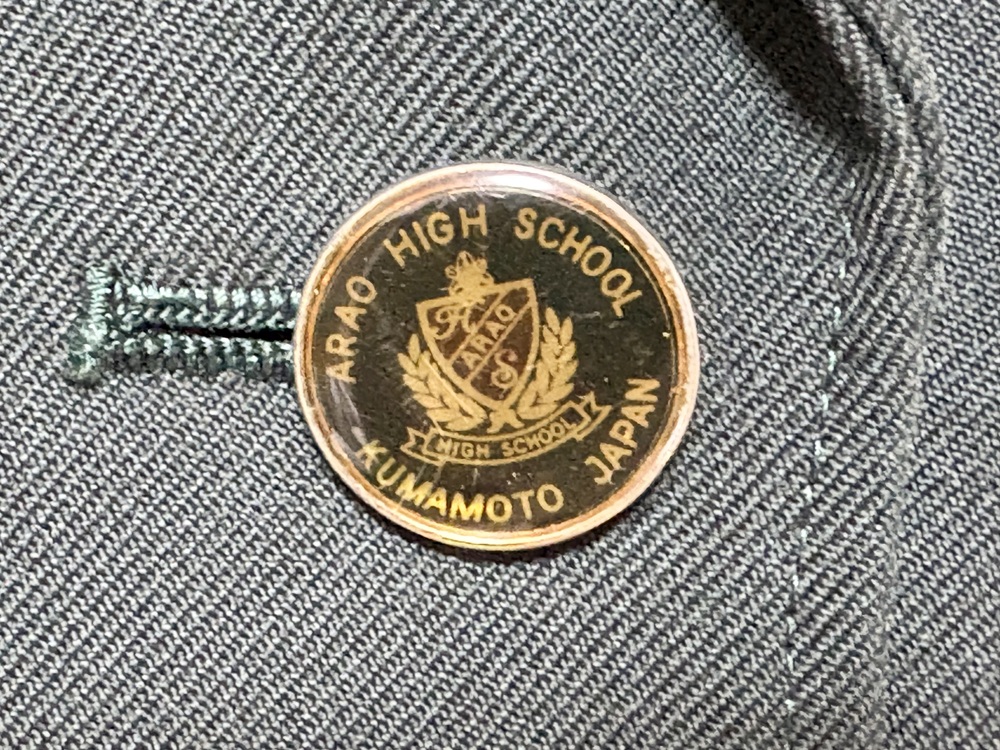 ARAO HIGH SCHOOL
H
ARAO
S
HIGH SCHOOL
KUMAMOTO JAPAN